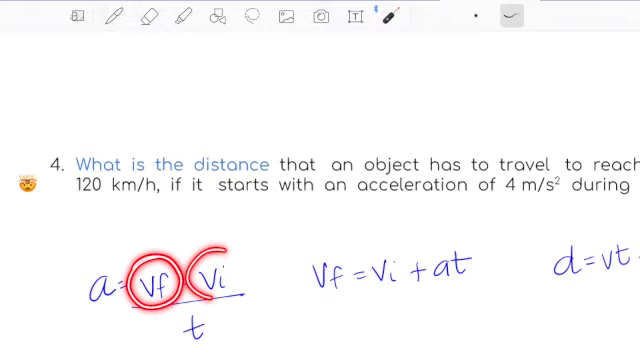 4. What is the distance that an object has to travel to reach
120 km/h, if it starts with an acceleration of 4 m/s² during
a = vf - vi / t
vf = vi + at
d = vt